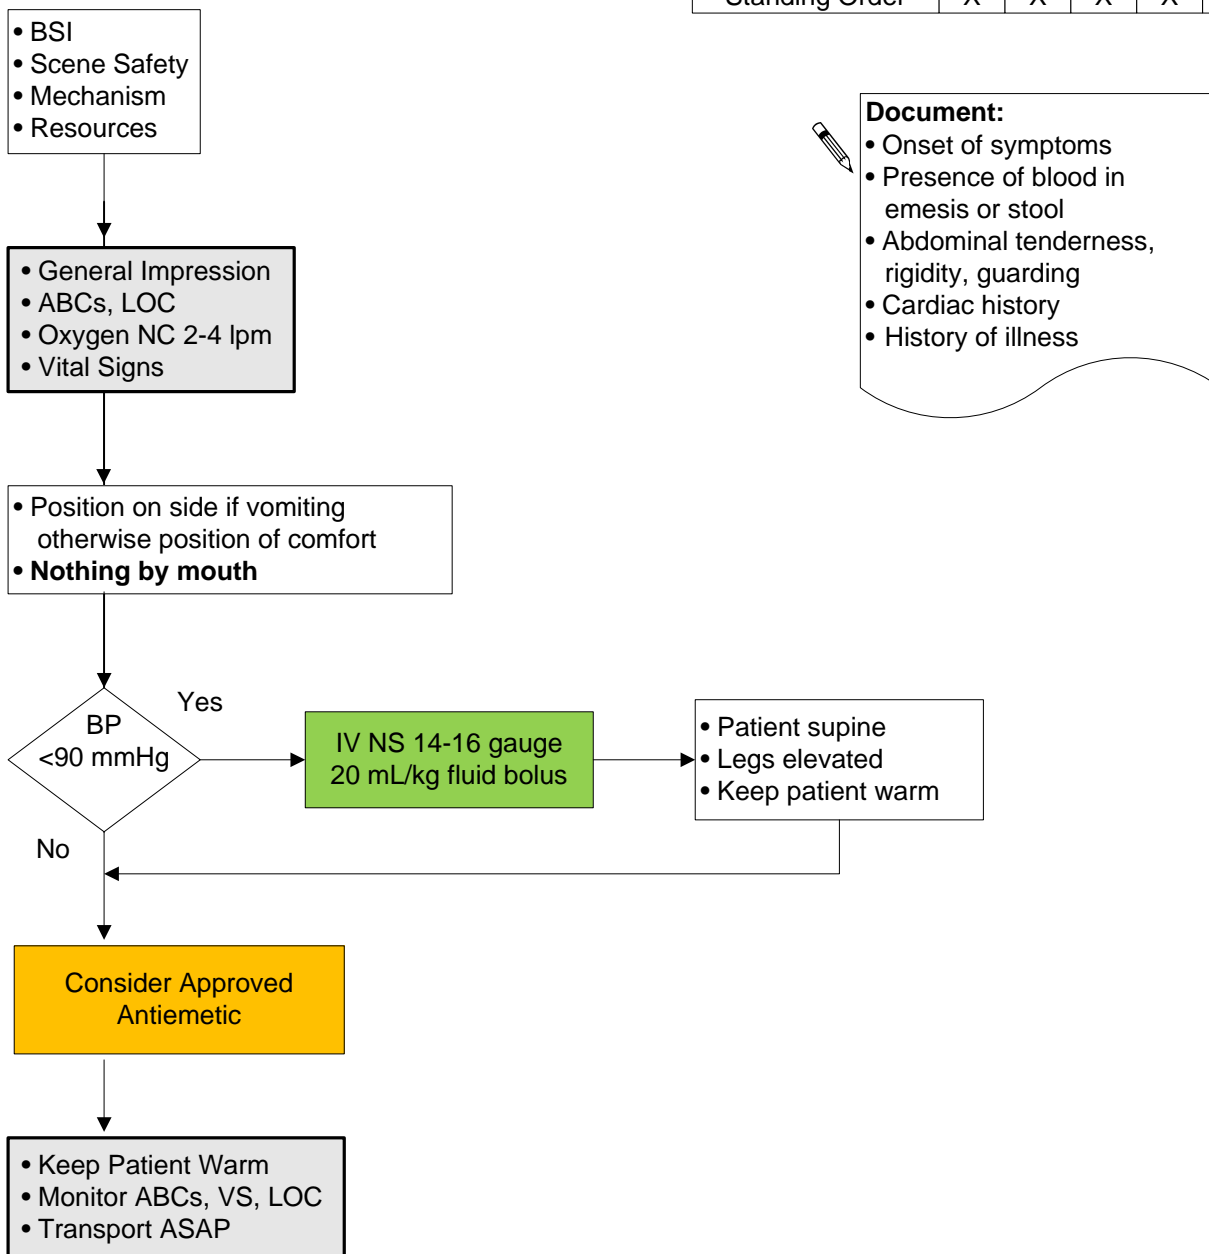 Standing Order X X X X
• BSI
• Scene Safety
• Mechanism
• Resources
Document:
• Onset of symptoms
• Presence of blood in
emesis or stool
• Abdominal tenderness,
rigidity, guarding
• Cardiac history
• History of illness
• General Impression
• ABCs, LOC
• Oxygen NC 2-4 lpm
• Vital Signs
• Position on side if vomiting
otherwise position of comfort
• Nothing by mouth
BP
<90 mmHg
Yes
IV NS 14-16 gauge
20 mL/kg fluid bolus
• Patient supine
• Legs elevated
• Keep patient warm
No
Consider Approved
Antiemetic
• Keep Patient Warm
• Monitor ABCs, VS, LOC
• Transport ASAP